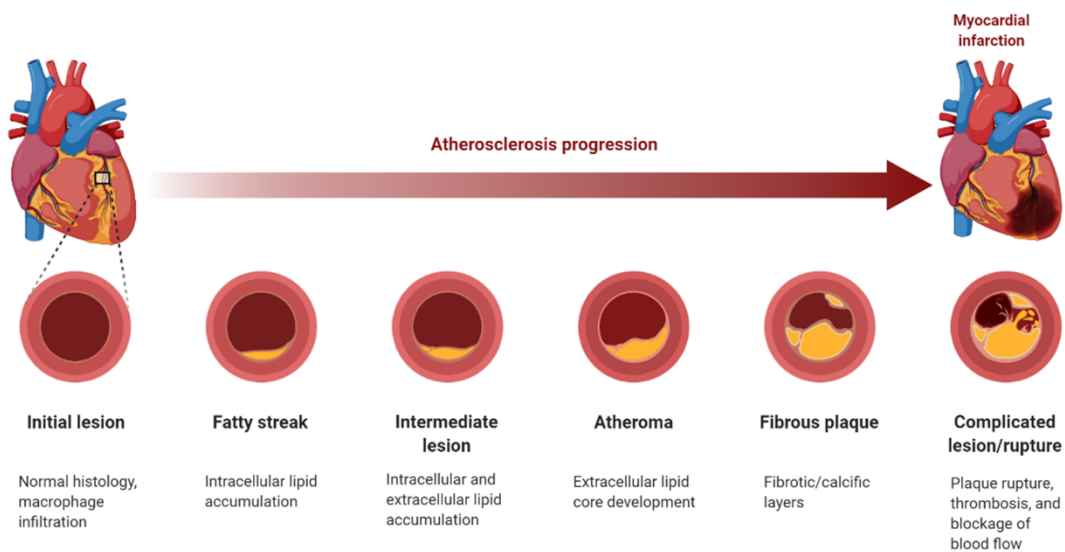 Myocardial
infarction
Atherosclerosis progression
Initial lesion
Normal histology,
macrophage
infiltration
Fatty streak
Intracellular lipid
accumulation
Intermediate
lesion
Intracellular and
extracellular lipid
accumulation
Atheroma
Extracellular lipid
core development
Fibrous plaque
Fibrotic/calcific
layers
Complicated
lesion/rupture
Plaque rupture,
thrombosis, and
blockage of
blood flow